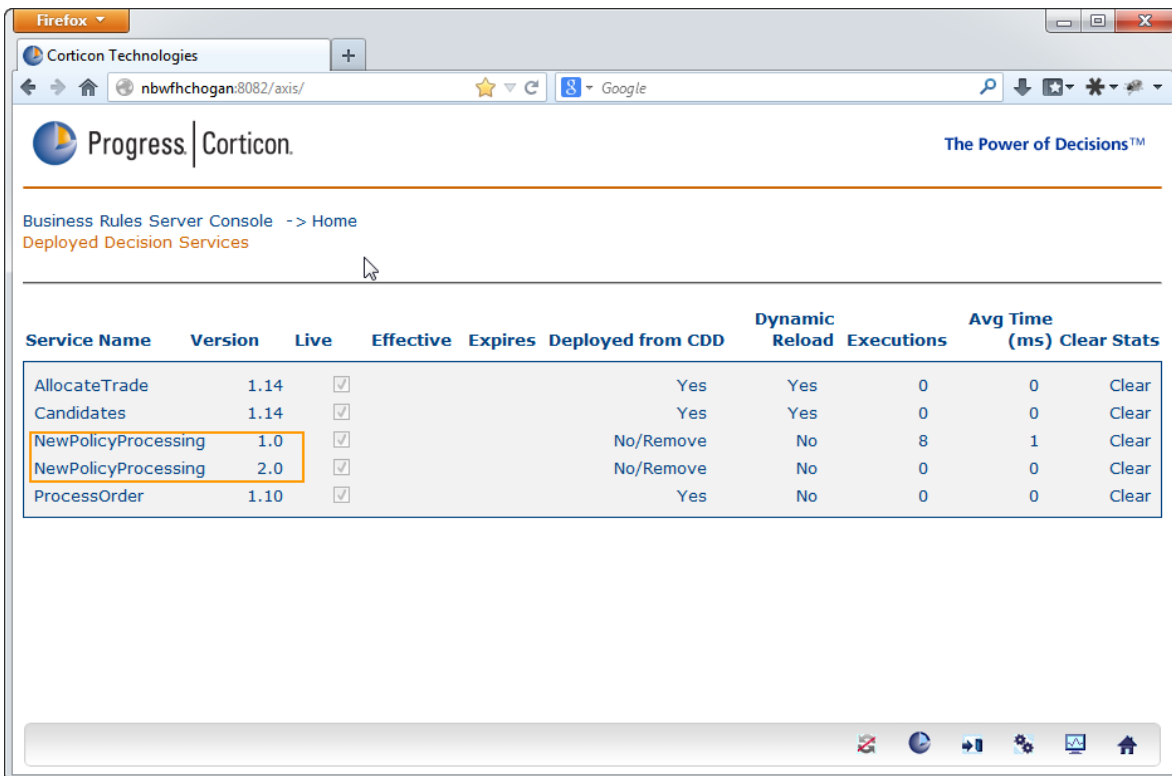 Firefox
Corticon Technologies
nbwfhchogan:8082/axis/
8 Google
Progress Corticon
The Power of Decisions™
Business Rules Server Console -> Home
Deployed Decision Services
Service Name Version Live Effective Expires Deployed from CDD Dynamic Reload Executions Avg Time (ms) Clear Stats
AllocateTrade 1.14 Yes Yes 0 0 Clear
Candidates 1.14 Yes Yes 0 0 Clear
NewPolicyProcessing 1.0 No/Remove No 8 1 Clear
NewPolicyProcessing 2.0 No/Remove No 0 0 Clear
ProcessOrder 1.10 Yes No 0 0 Clear